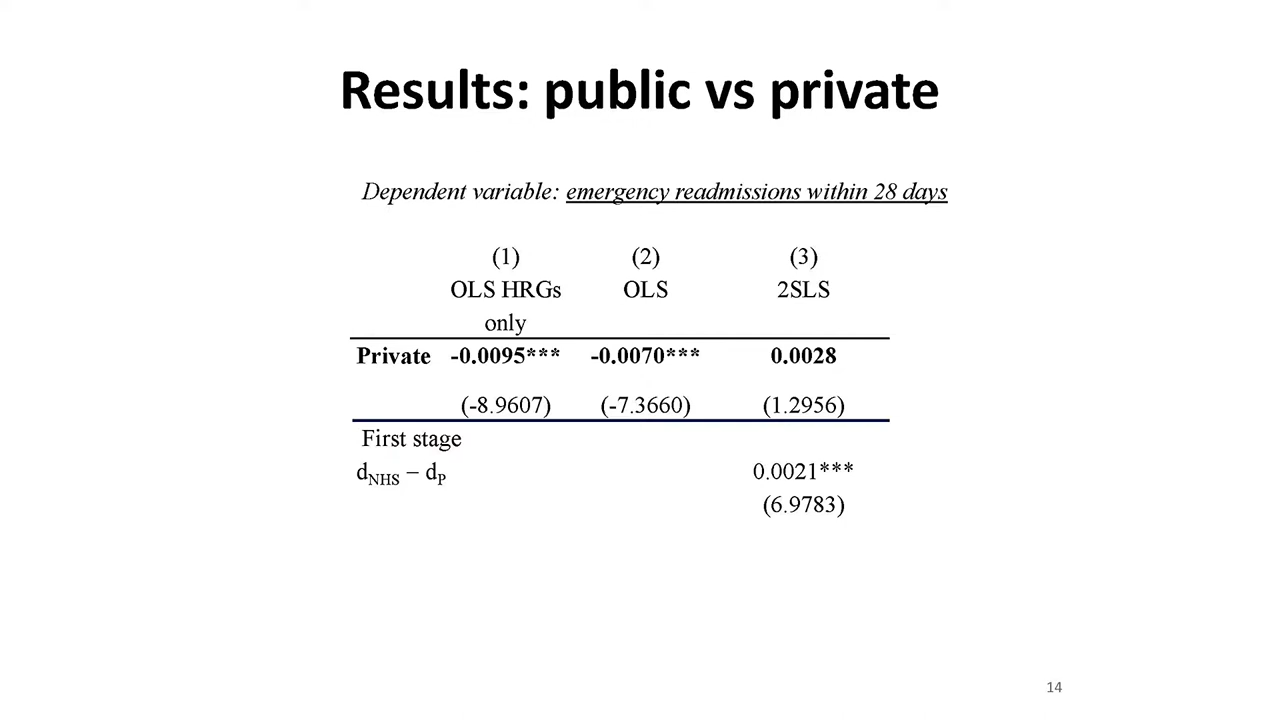 Results: public vs private
Dependent variable: emergency readmissions within 28 days
(1) (2) (3)
OLS HRGs OLS 2SLS
only
Private -0.0095*** -0.0070*** 0.0028
(-8.9607) (-7.3660) (1.2956)
First stage
dNHS − dP 0.0021***
(6.9783)
14